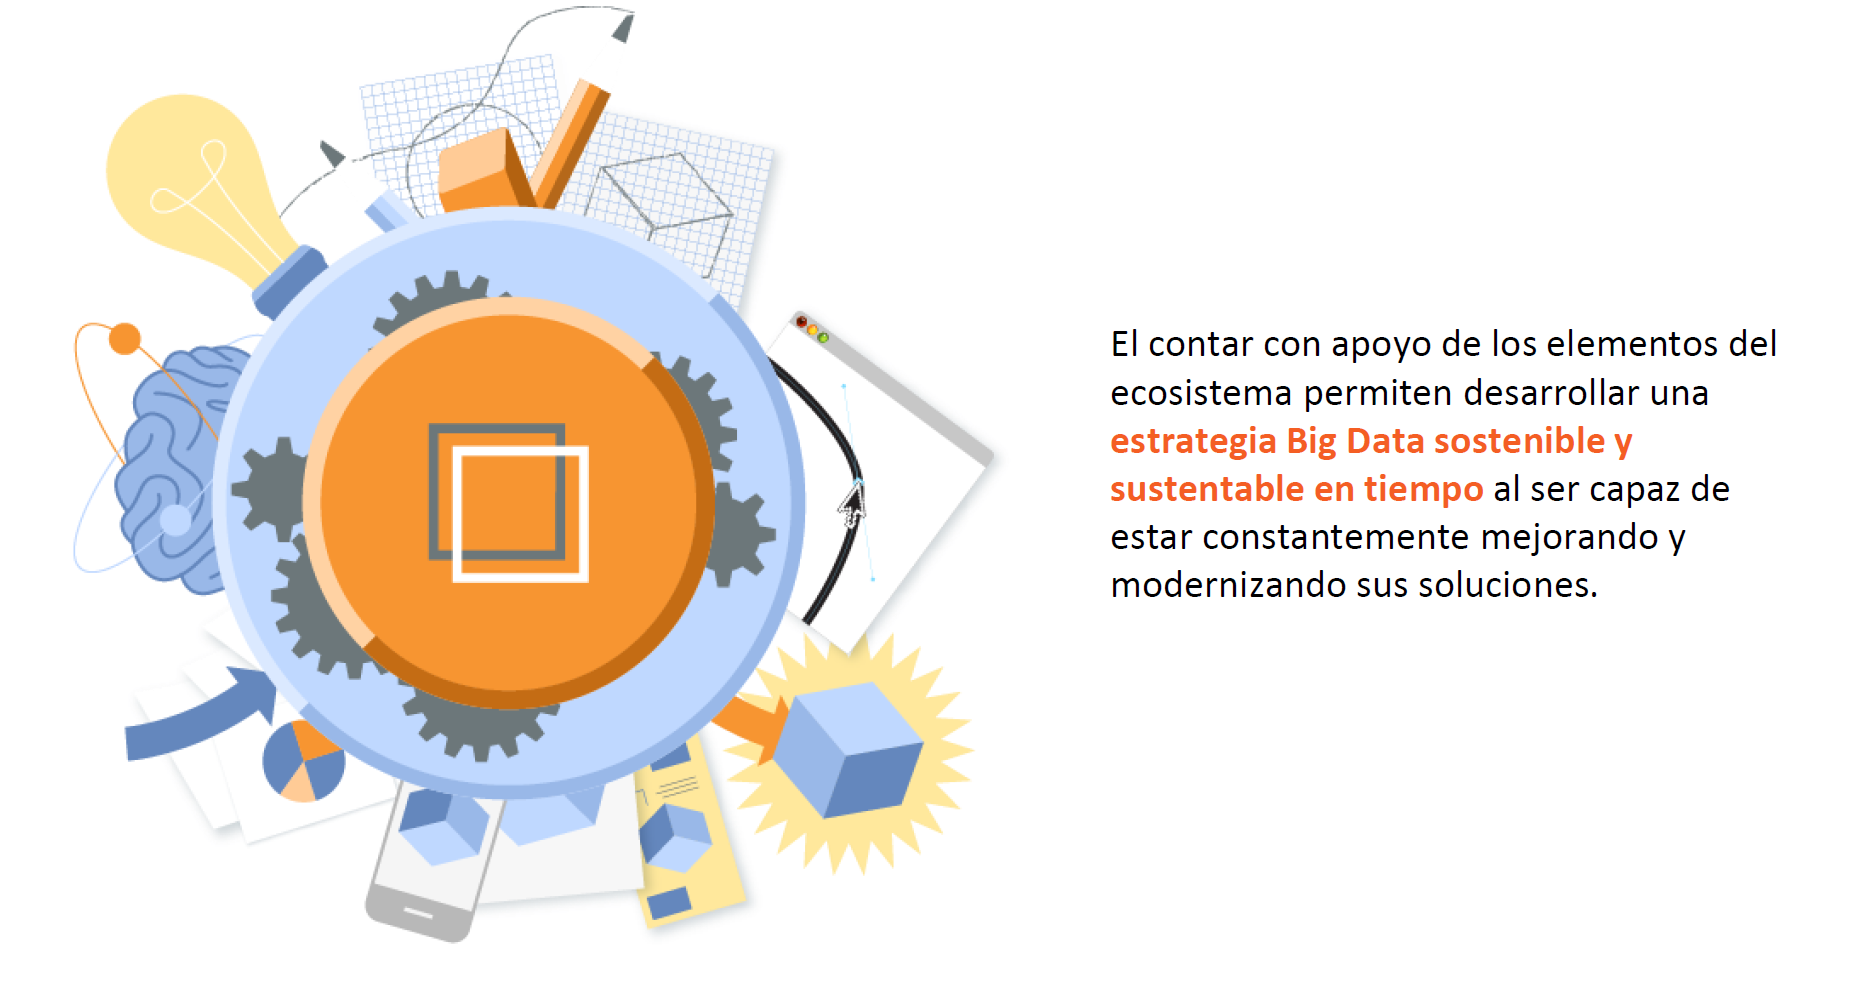 El contar con apoyo de los elementos del
ecosistema permiten desarrollar una
estrategia Big Data sostenible y
sustentable en tiempo al ser capaz de
estar constantemente mejorando y
modernizando sus soluciones.